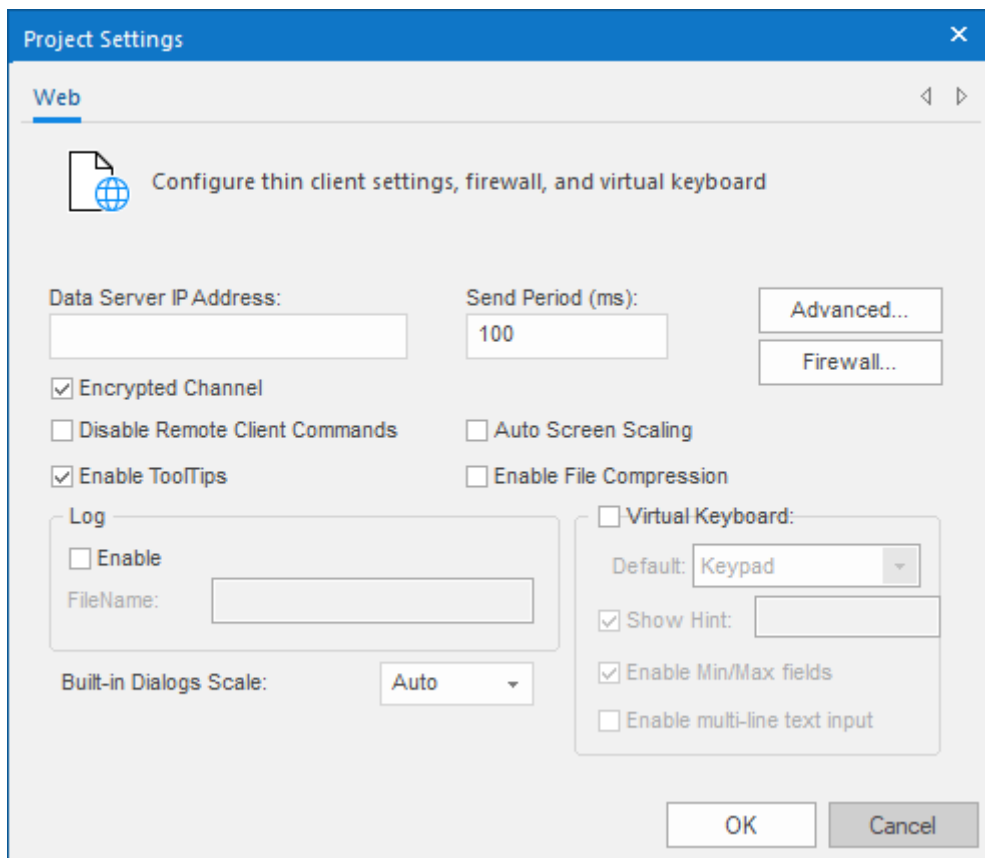 Project Settings
Web
Configure thin client settings, firewall, and virtual keyboard
Data Server IP Address:
Send Period (ms):
100
Advanced...
Firewall...
Encrypted Channel
Disable Remote Client Commands
Auto Screen Scaling
Enable ToolTips
Enable File Compression
Log
Enable
FileName:
Built-in Dialogs Scale:
Auto
Virtual Keyboard:
Default:
Keypad
Show Hint:
Enable Min/Max fields
Enable multi-line text input
OK
Cancel